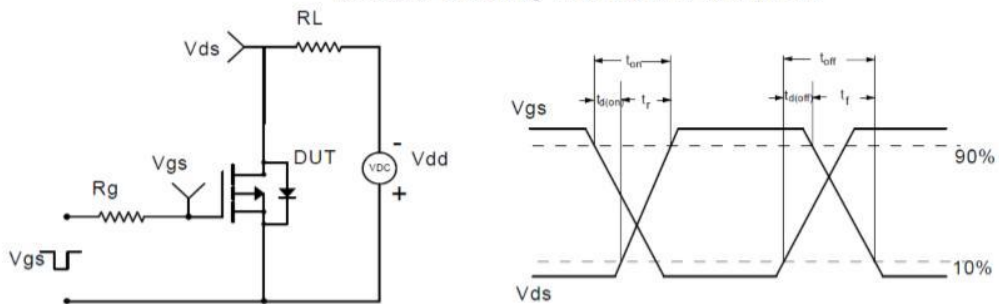 RL
Vds
Vgs
DUT
VDC
-
+
Vdd
Rg
Vgs
ton
toff
td(on)
tr
td(off)
tf
Vgs
90%
10%
Vds